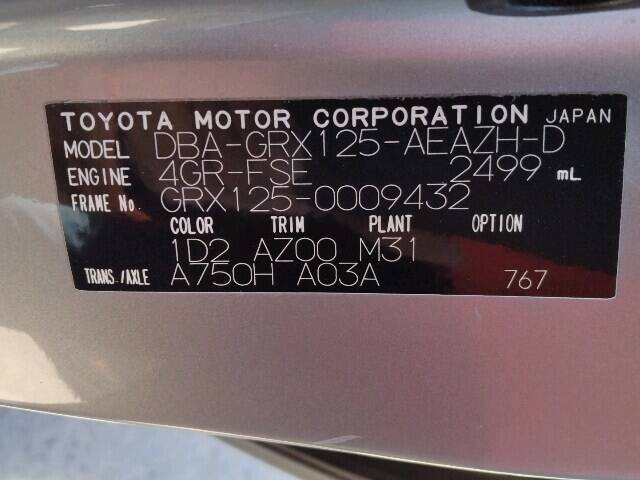 TOYOTA MOTOR CORPORATION JAPAN
MODEL DBA-GRX125-AEAZH-D
ENGINE 4GR-FSE 2499 mL
FRAME No. GRX125-0009432
COLOR TRIM PLANT OPTION
1D2 AZ00 M31
TRANS./AXLE A750H A03A 767